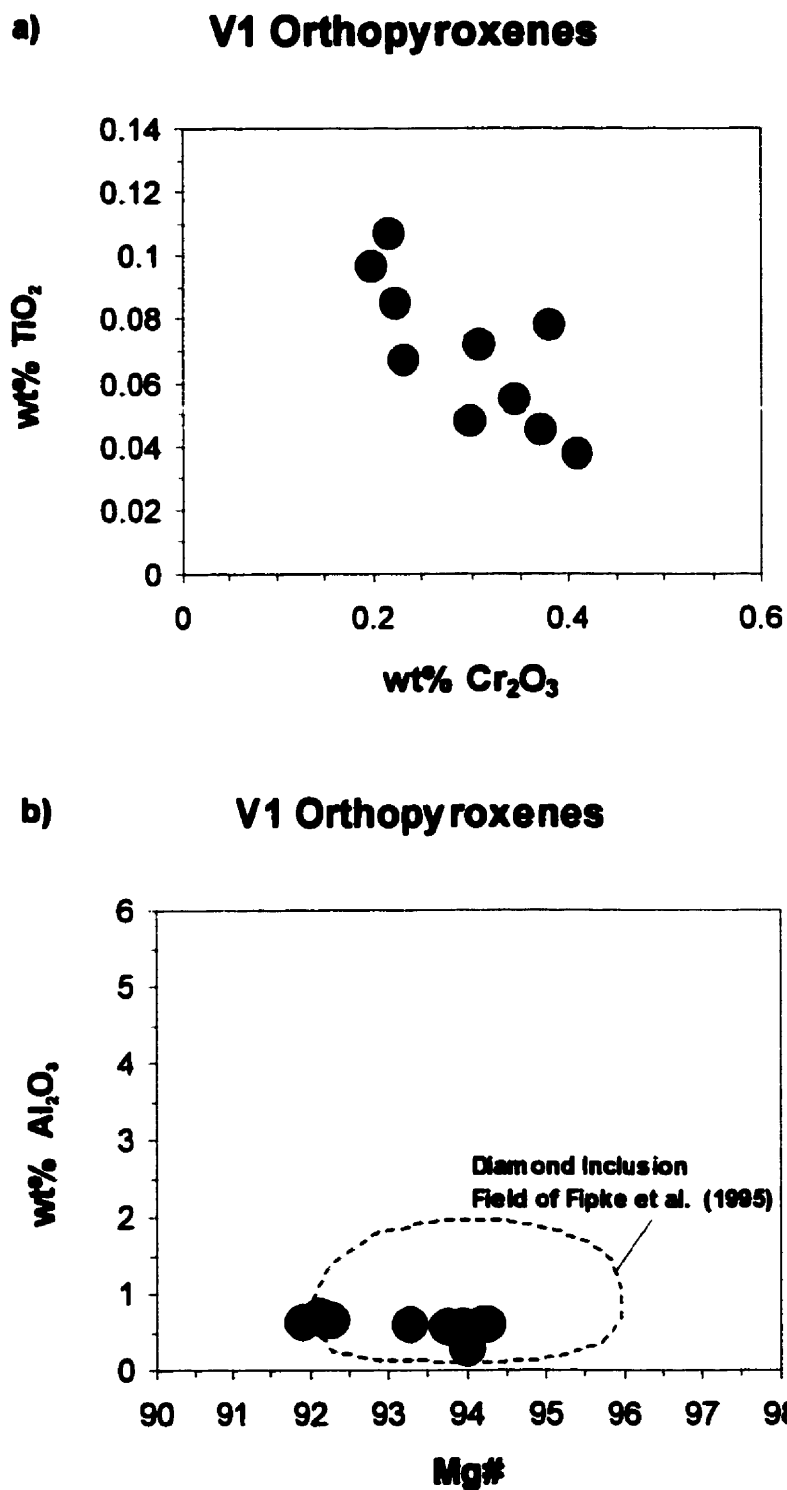 a)
V1 Orthopyroxenes
0.14
0.12
0.1
0.08
0.06
0.04
0.02
0
wt% TiO₂
0
0.2
0.4
0.6
wt% Cr₂O₃
b)
V1 Orthopyroxenes
6
5
4
3
2
1
0
wt% Al₂O₃
Diamond Inclusion
Field of Fipke et al. (1995)
90 91 92 93 94 95 96 97 98
Mg#